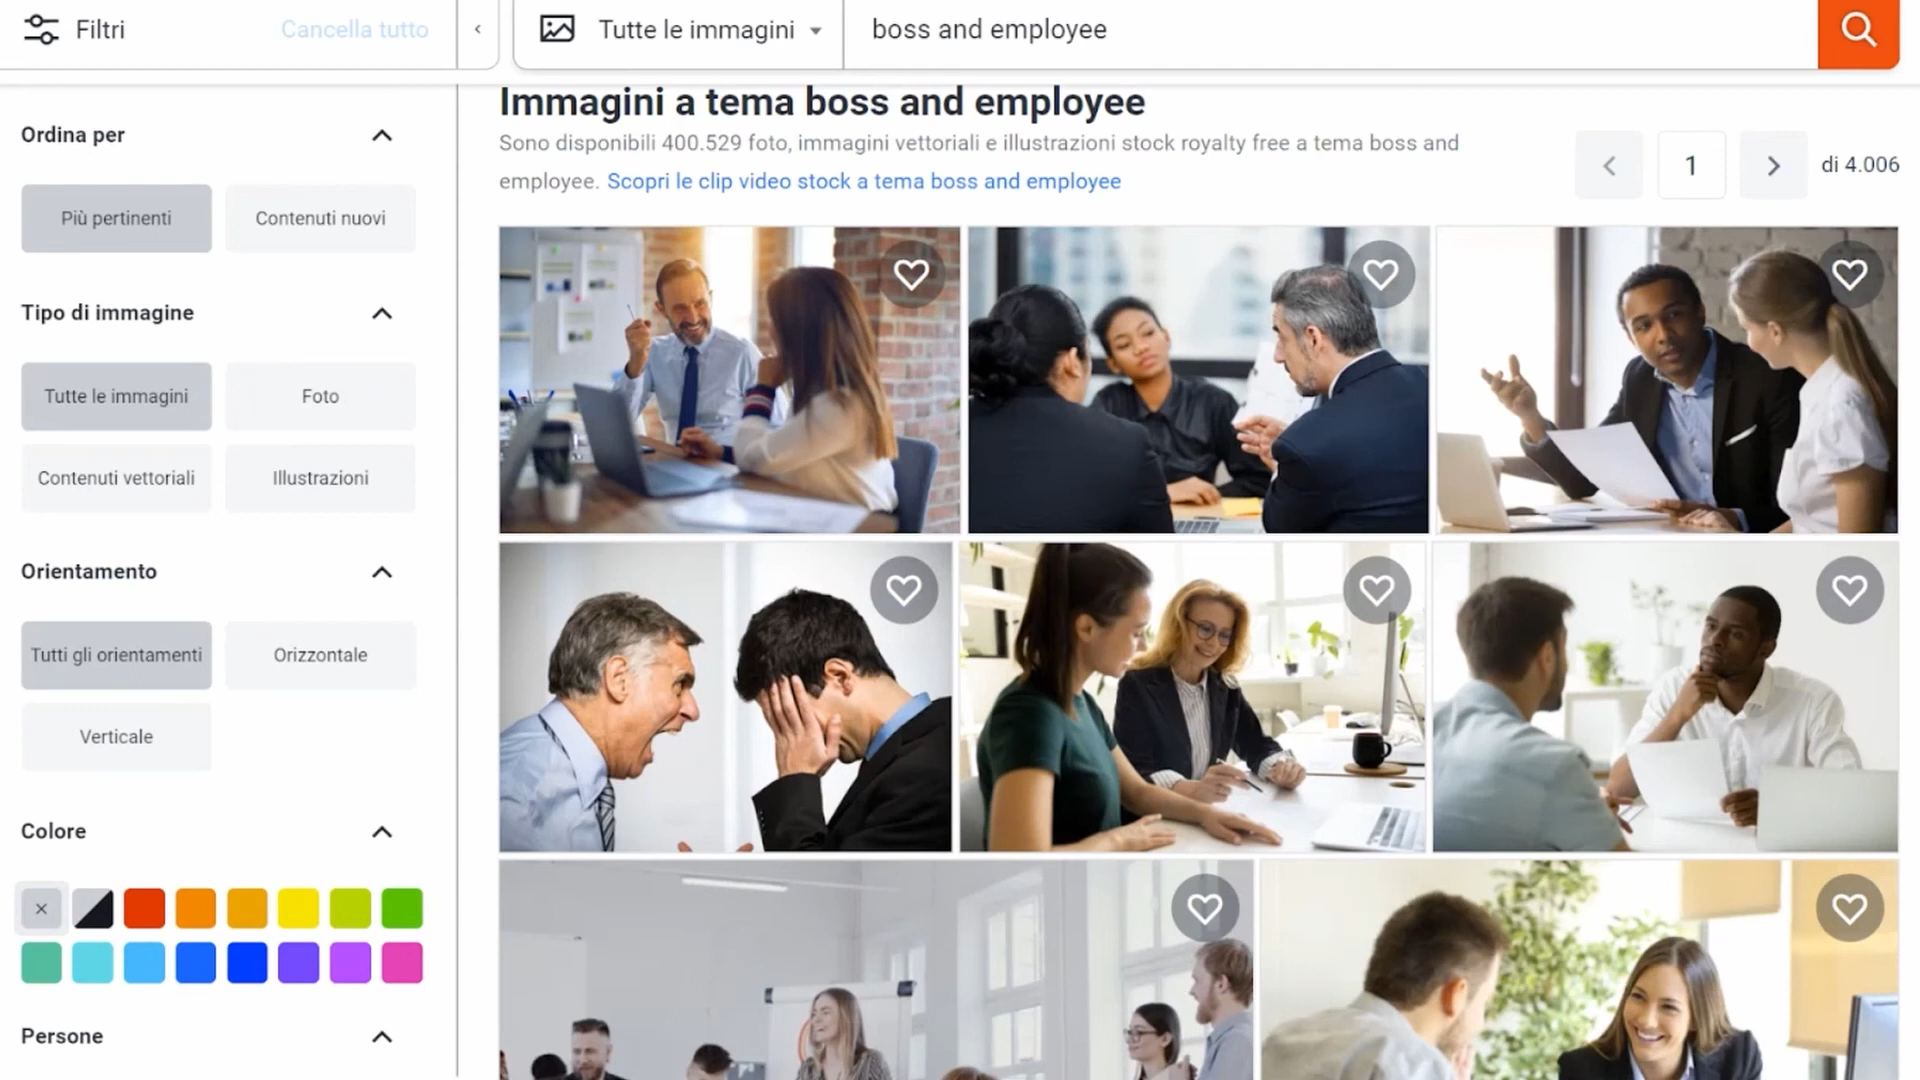 Filtri
Cancella tutto
Tutte le immagini
boss and employee
Immagini a tema boss and employee
Sono disponibili 400.529 foto, immagini vettoriali e illustrazioni stock royalty free a tema boss and
employee. Scopri le clip video stock a tema boss and employee
1
di 4.006
Ordina per
Più pertinenti
Contenuti nuovi
Tipo di immagine
Tutte le immagini
Foto
Contenuti vettoriali
Illustrazioni
Orientamento
Tutti gli orientamenti
Orizzontale
Verticale
Colore
Persone